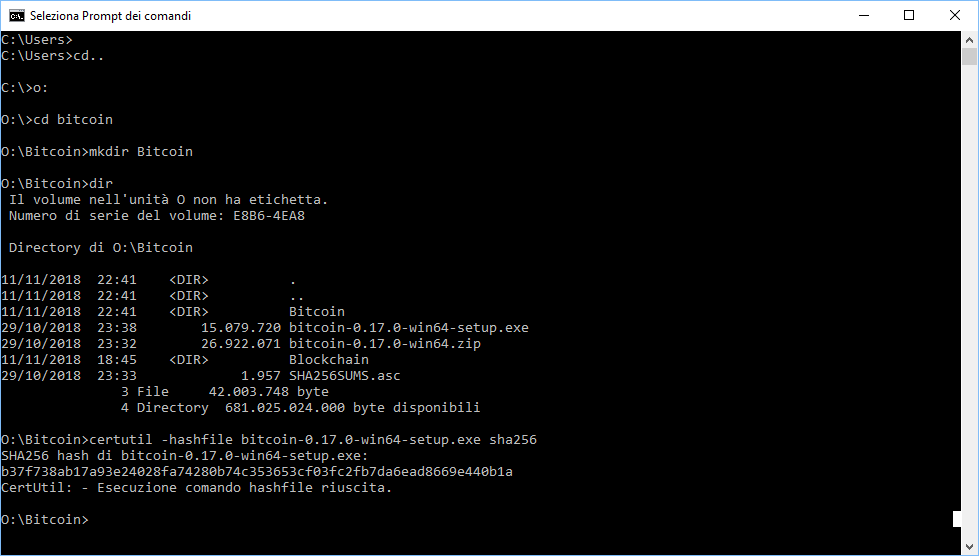 Seleziona Prompt dei comandi
C:\Users>
C:\Users>cd..
C:\>o:
O:\>cd bitcoin
O:\Bitcoin>mkdir Bitcoin
O:\Bitcoin>dir
 Il volume nell'unità O non ha etichetta.
 Numero di serie del volume: E8B6-4EA8
 Directory di O:\Bitcoin
11/11/2018  22:41    <DIR>          .
11/11/2018  22:41    <DIR>          ..
11/11/2018  22:41    <DIR>          Bitcoin
29/10/2018  23:38        15.079.720 bitcoin-0.17.0-win64-setup.exe
29/10/2018  23:32        26.922.071 bitcoin-0.17.0-win64.zip
11/11/2018  18:45    <DIR>          Blockchain
29/10/2018  23:33             1.957 SHA256SUMS.asc
               3 File     42.003.748 byte
               4 Directory  681.025.024.000 byte disponibili
O:\Bitcoin>certutil -hashfile bitcoin-0.17.0-win64-setup.exe sha256
SHA256 hash di bitcoin-0.17.0-win64-setup.exe:
b37f738ab17a93e24028fa74280b74c353653cf03fc2fb7da6ead8669e440b1a
CertUtil: - Esecuzione comando hashfile riuscita.
O:\Bitcoin>